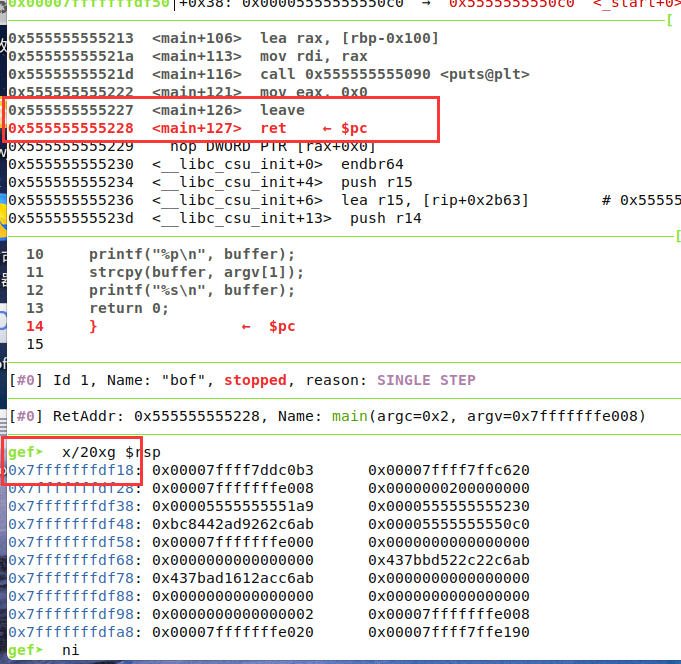 0x00007fffffffdf50│+0x38: 0x00005555555550c0 → 0x5555555550c0 <_start+0>
[
0x555555555213 <main+106> lea rax, [rbp-0x100]
0x55555555521a <main+113> mov rdi, rax
0x55555555521d <main+116> call 0x555555555090 <puts@plt>
0x555555555222 <main+121> mov eax, 0x0
0x555555555227 <main+126> leave
0x555555555228 <main+127> ret ← $pc
0x555555555229 nop DWORD PTR [rax+0x0]
0x555555555230 <__libc_csu_init+0> endbr64
0x555555555234 <__libc_csu_init+4> push r15
0x555555555236 <__libc_csu_init+6> lea r15, [rip+0x2b63] # 0x55555
0x55555555523d <__libc_csu_init+13> push r14
[
10 printf("%p\n", buffer);
11 strcpy(buffer, argv[1]);
12 printf("%s\n", buffer);
13 return 0;
14 } ← $pc
15
[#0] Id 1, Name: "bof", stopped, reason: SINGLE STEP
[#0] RetAddr: 0x555555555228, Name: main(argc=0x2, argv=0x7fffffffe008)
gef➤ x/20xg $rsp
0x7fffffffdf18: 0x00007ffff7ddc0b3 0x00007ffff7ffc620
0x7fffffffdf28: 0x00007fffffffe008 0x0000000200000000
0x7fffffffdf38: 0x00005555555551a9 0x0000555555555230
0x7fffffffdf48: 0xbc8442ad9262c6ab 0x00005555555550c0
0x7fffffffdf58: 0x00007fffffffe000 0x0000000000000000
0x7fffffffdf68: 0x0000000000000000 0x437bbd522c22c6ab
0x7fffffffdf78: 0x437bad1612acc6ab 0x0000000000000000
0x7fffffffdf88: 0x0000000000000000 0x0000000000000000
0x7fffffffdf98: 0x0000000000000002 0x00007fffffffe008
0x7fffffffdfa8: 0x00007fffffffe020 0x00007ffff7ffe190
gef➤ ni